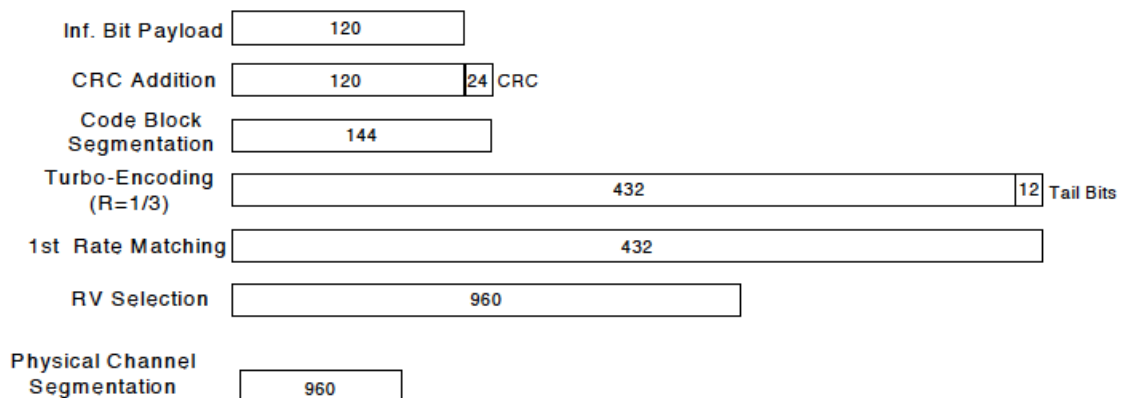 Inf. Bit Payload 120
CRC Addition 120 24 CRC
Code Block
Segmentation 144
Turbo-Encoding
(R=1/3) 432 12 Tail Bits
1st Rate Matching 432
RV Selection 960
Physical Channel
Segmentation 960